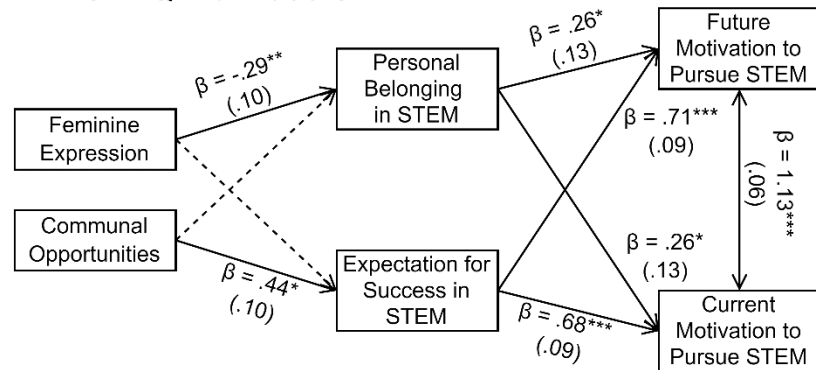 Feminine
Expression
Communal
Opportunities
β = -.29**
(.10)
β = .44*
(.10)
Personal
Belonging
in STEM
Expectation for
Success in
STEM
β = .26*
(.13)
β = .71***
(.09)
β = .26*
(.13)
β = .68***
(.09)
Future
Motivation to
Pursue STEM
β = 1.13***
(.06)
Current
Motivation to
Pursue STEM